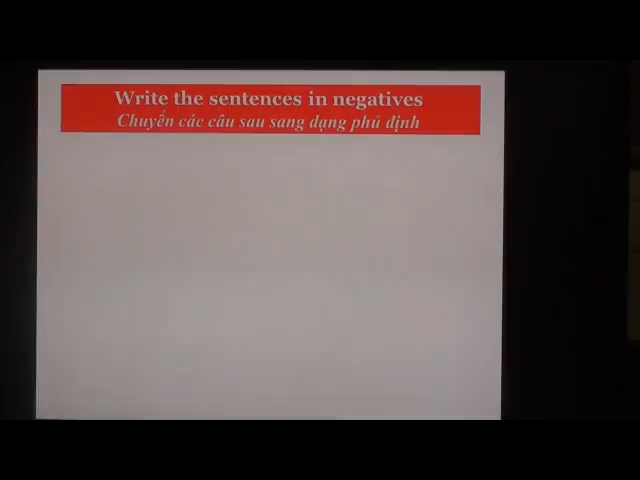 Write the sentences in negatives
Chuyển các câu sau sang dạng phủ định